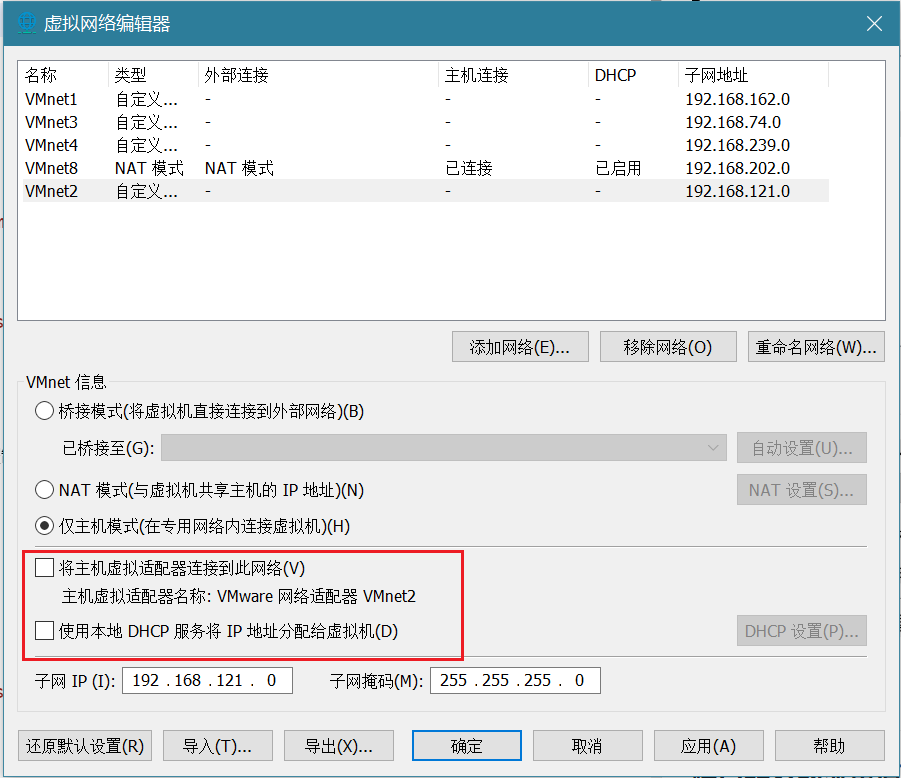 虚拟网络编辑器
名称 类型 外部连接 主机连接 DHCP 子网地址
VMnet1 自定义... - - - 192.168.162.0
VMnet3 自定义... - - - 192.168.74.0
VMnet4 自定义... - - - 192.168.239.0
VMnet8 NAT 模式 NAT 模式 已连接 已启用 192.168.202.0
VMnet2 自定义... - - - 192.168.121.0
添加网络(E)... 移除网络(O) 重命名网络(W)...
VMnet 信息
桥接模式(将虚拟机直接连接到外部网络)(B)
已桥接至(G): 自动设置(U)...
NAT 模式(与虚拟机共享主机的 IP 地址)(N) NAT 设置(S)...
仅主机模式(在专用网络内连接虚拟机)(H)
将主机虚拟适配器连接到此网络(V)
主机虚拟适配器名称: VMware 网络适配器 VMnet2
使用本地 DHCP 服务将 IP 地址分配给虚拟机(D) DHCP 设置(P)...
子网 IP (I): 192 . 168 . 121 . 0 子网掩码(M): 255 . 255 . 255 . 0
还原默认设置(R) 导入(T)... 导出(X)... 确定 取消 应用(A) 帮助